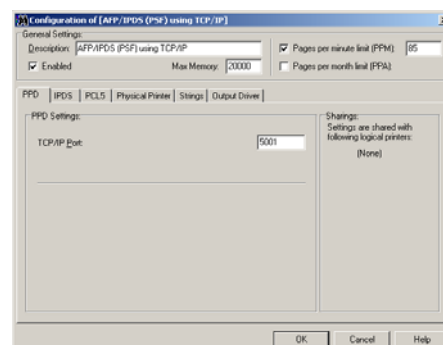 Configuration of [AFP/IPDS (PSF) using TCP/IP]
General Settings:
Description: AFP/IPDS (PSF) using TCP/IP
Pages per minute limit (PPM): 85
Enabled Max Memory: 20000
Pages per month limit (PPA):
PPD IPDS PCL5 Physical Printer Strings Output Driver
PPD Settings:
TCP/IP Port: 5001
Sharings:
Settings are shared with
following logical printers:
(None)
OK Cancel Help